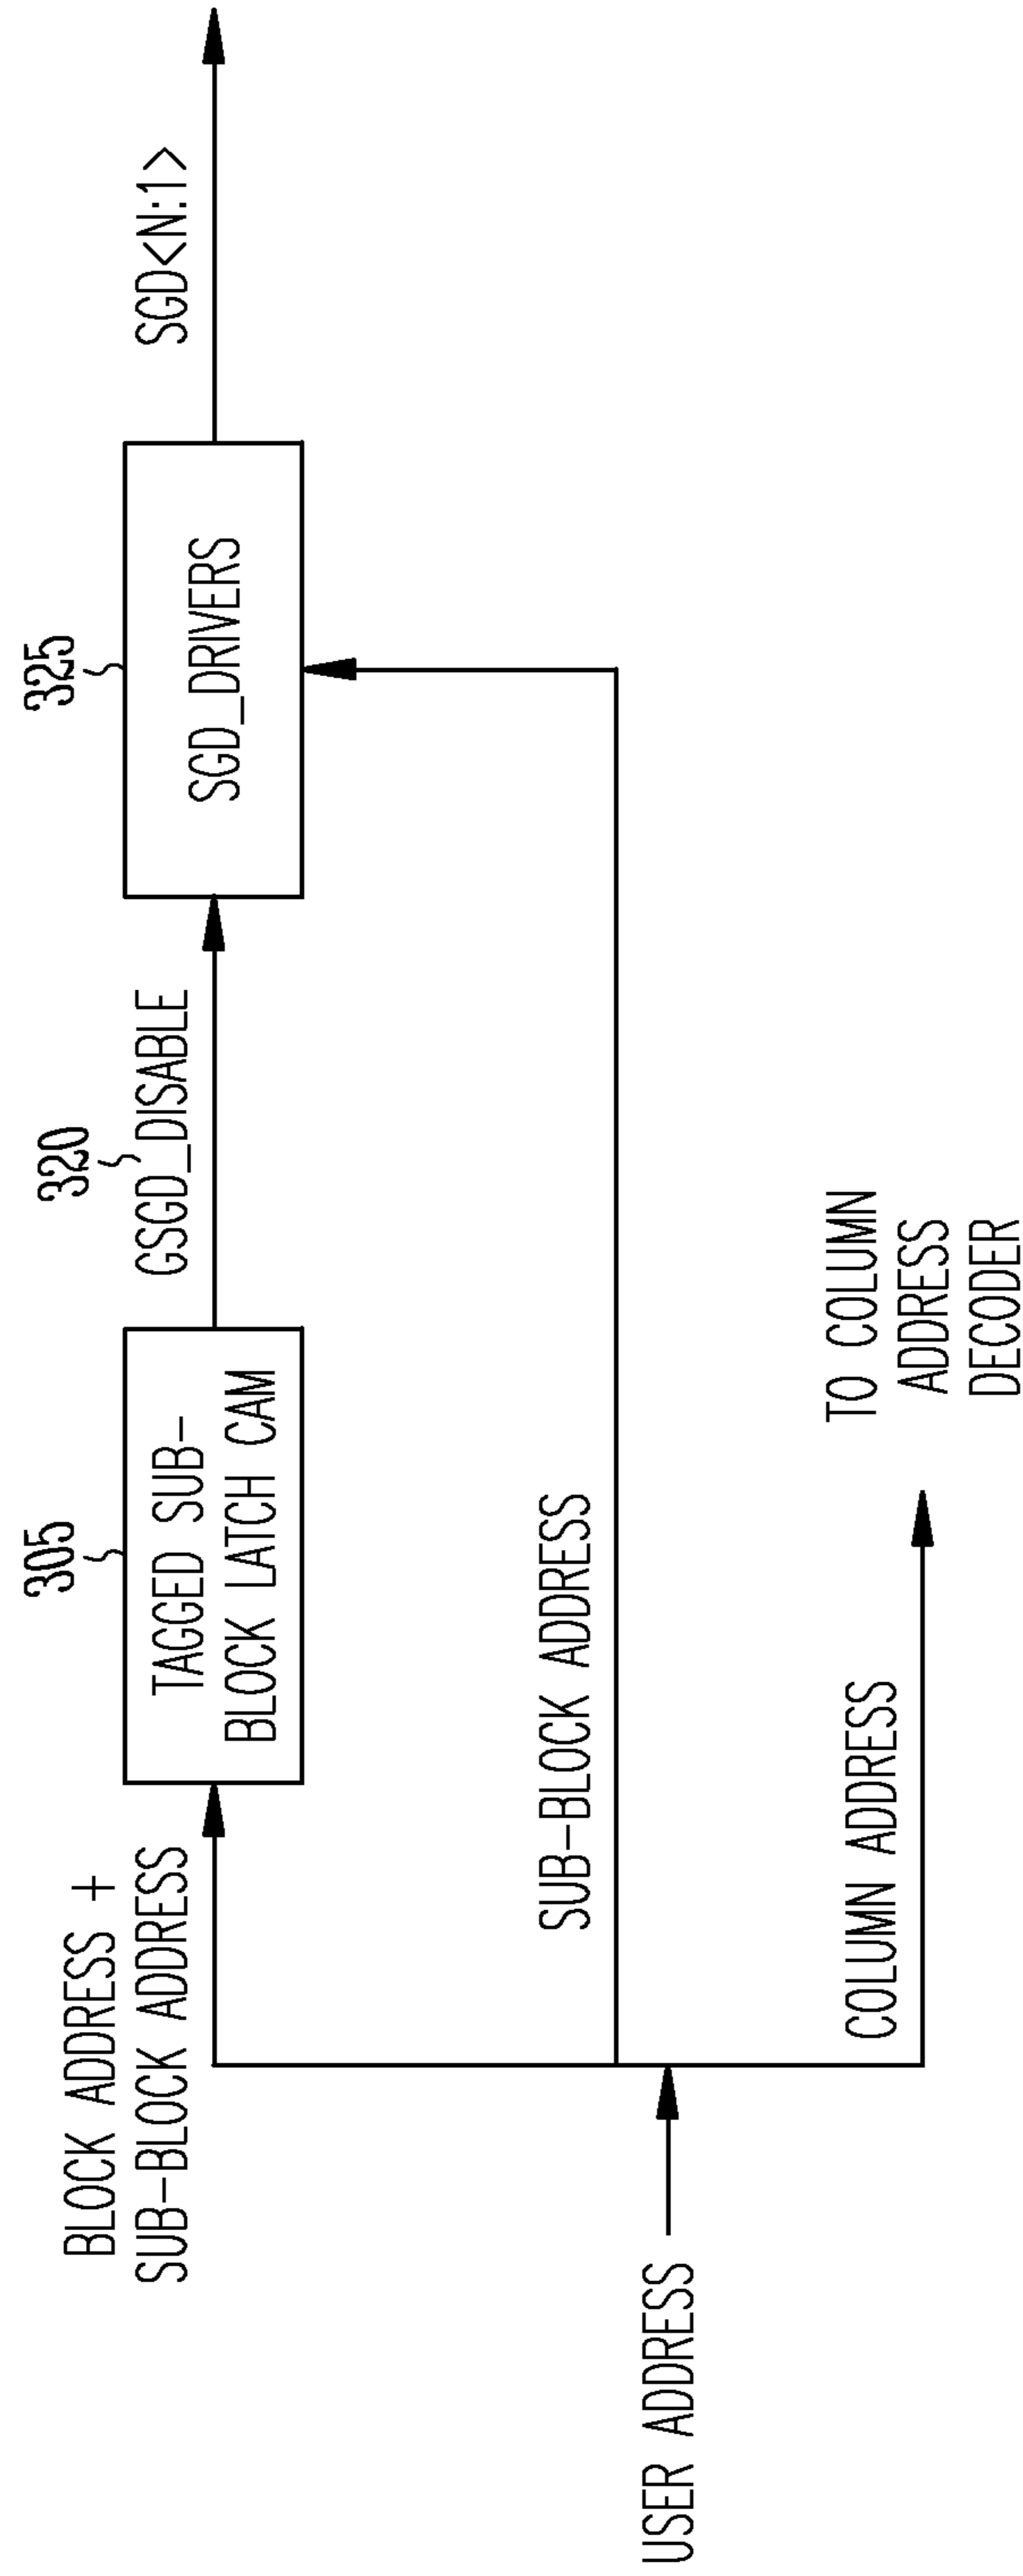 BLOCK ADDRESS +
SUB-BLOCK ADDRESS
305
TAGGED SUB-
BLOCK LATCH CAM
320
GSGD_DISABLE
325
SGD_DRIVERS
SGD<N:1>
SUB-BLOCK ADDRESS
USER ADDRESS
COLUMN ADDRESS
TO COLUMN
ADDRESS
DECODER